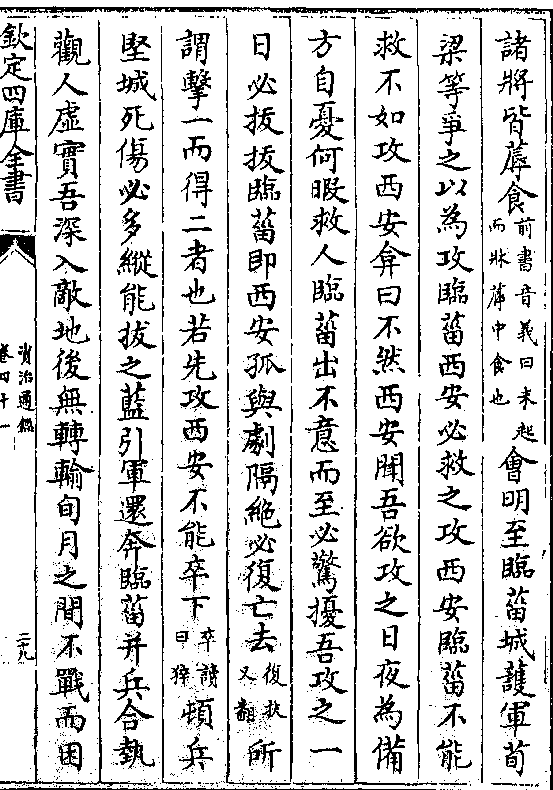 諸將皆蓐食前書音義曰未起而牀蓐中食也會明至臨菑城護軍荀
梁等爭之以為攻臨菑西安必救之攻西安臨菑不能
救不如攻西安弇曰不然西安聞吾欲攻之日夜為備
方自憂何暇救人臨菑出不意而至必驚擾吾攻之一
日必拔拔臨菑即西安孤與劇隔絶必復亡去復扶又翻所
謂擊一而得二者也若先攻西安不能卒下卒讀曰猝頓兵
堅城死傷必多縱能拔之藍引軍還奔臨菑并兵合埶
觀人虛實吾深入敵地後無轉輸旬月之間不戰而困
欽定四庫全書
資治通鑑
卷四十一
二十九